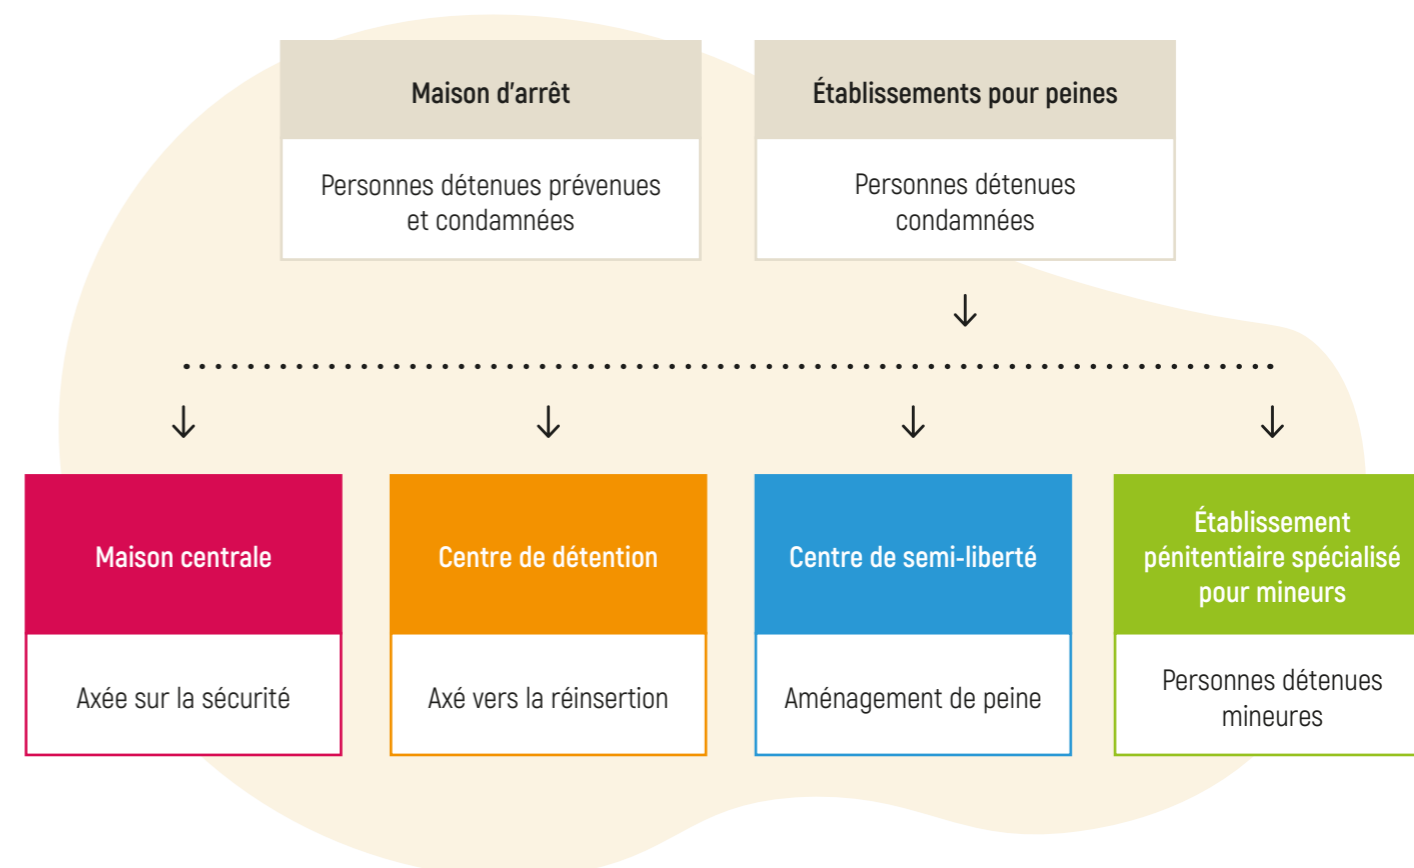 Maison d'arrêt
Personnes détenues prévenues
et condamnées
Établissements pour peines
Personnes détenues
condamnées
Maison centrale
Axée sur la sécurité
Centre de détention
Axé vers la réinsertion
Centre de semi-liberté
Aménagement de peine
Établissement
pénitentiaire spécialisé
pour mineurs
Personnes détenues
mineures